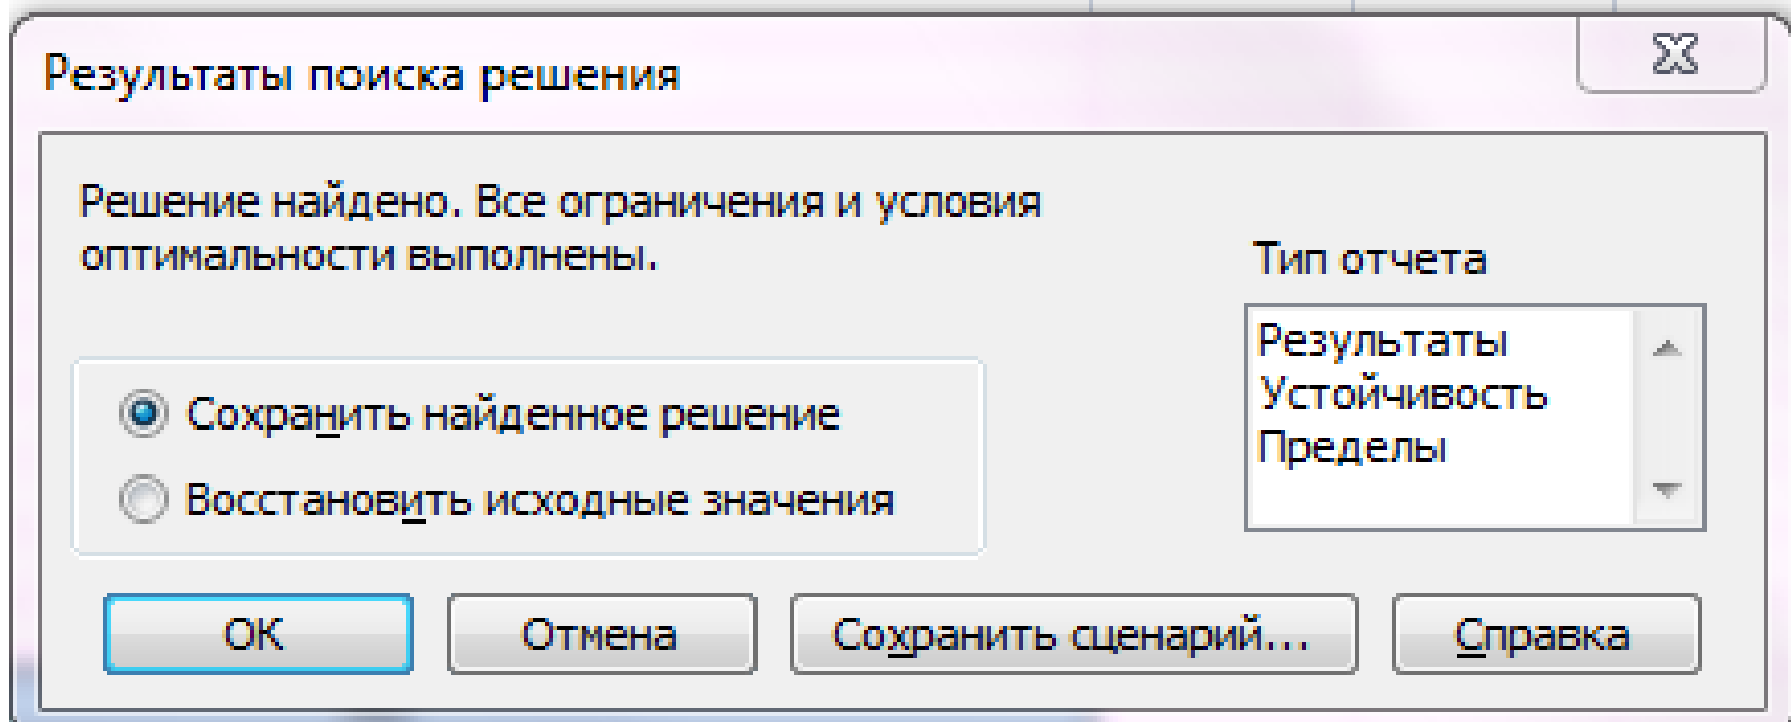 Результаты поиска решения
Решение найдено. Все ограничения и условия
оптимальности выполнены.
Тип отчета
Результаты
Устойчивость
Пределы
Сохранить найденное решение
Восстановить исходные значения
ОК
Отмена
Сохранить сценарий...
Справка